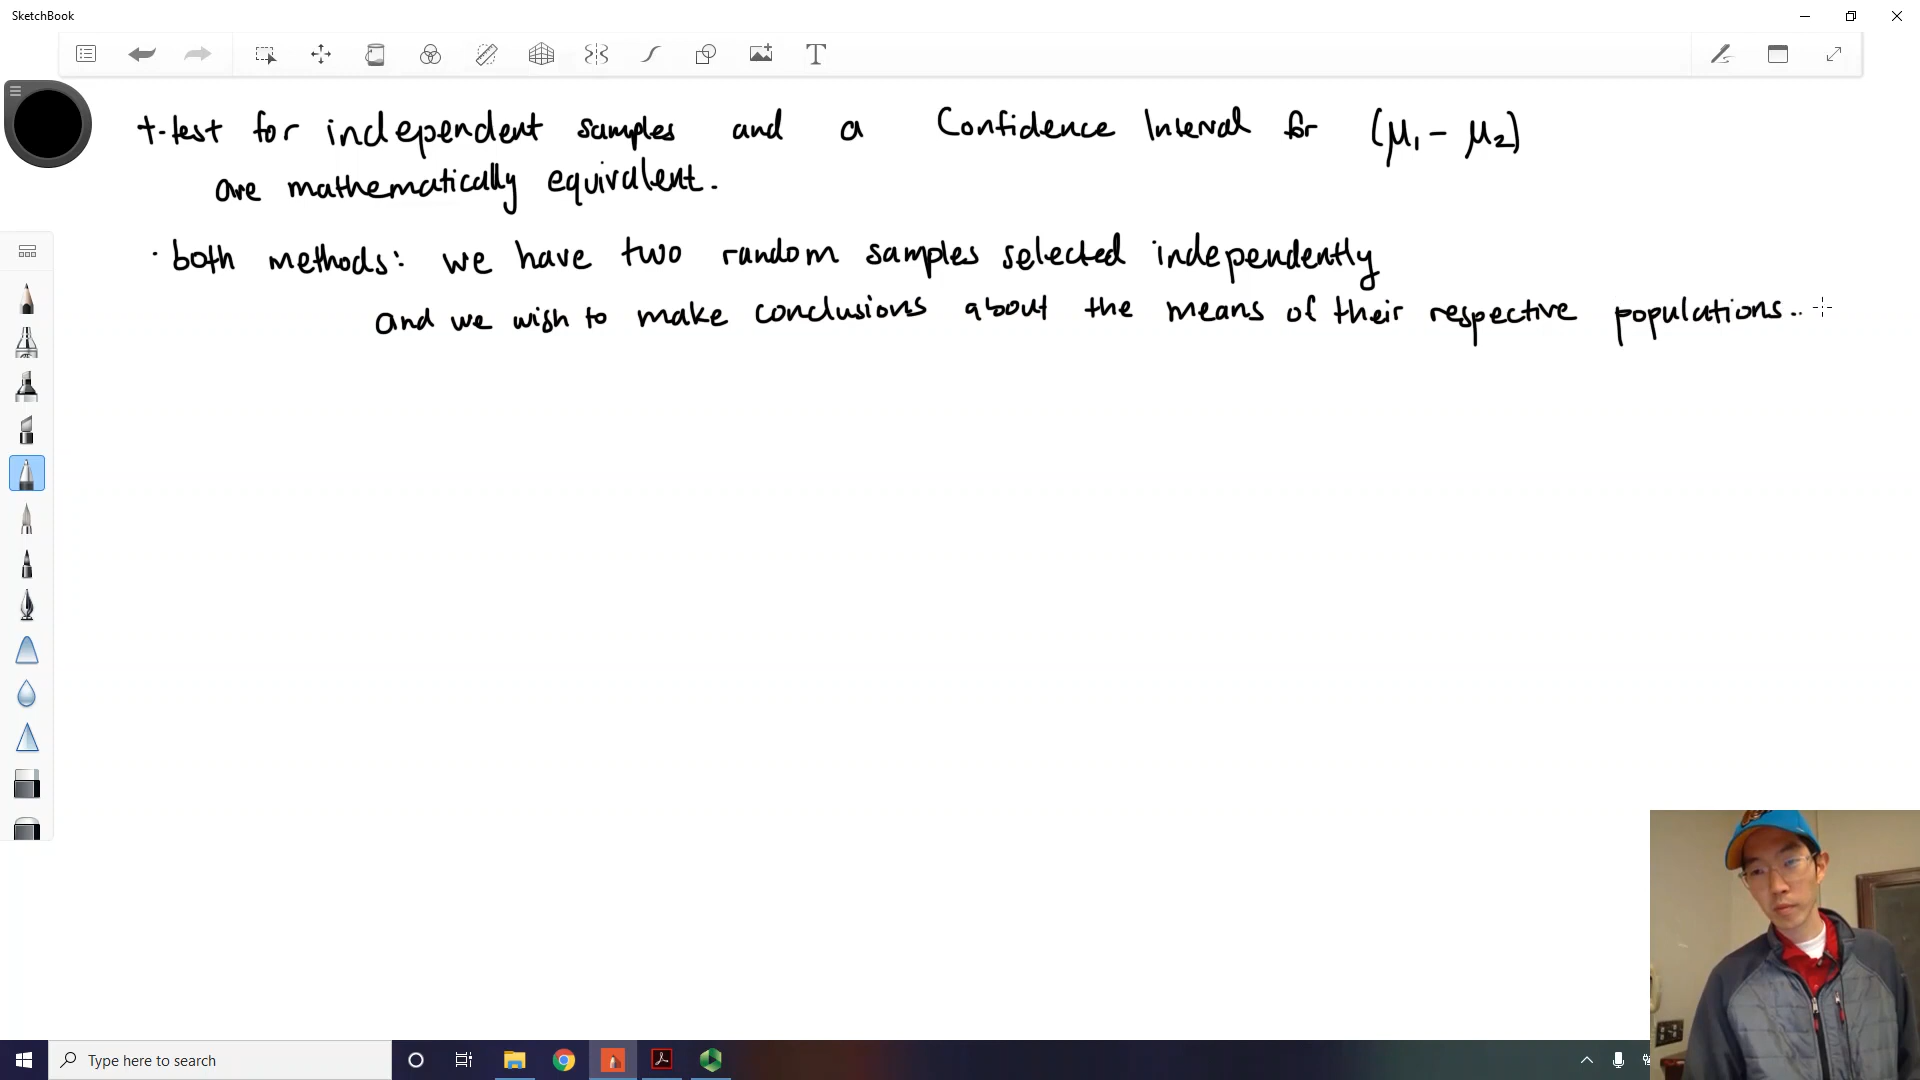 SketchBook
T
t-test for independent samples and a Confidence Interval for (μ₁ - μ₂)
are mathematically equivalent.
· both methods: we have two random samples selected independently
and we wish to make conclusions about the means of their respective populations..
Type here to search